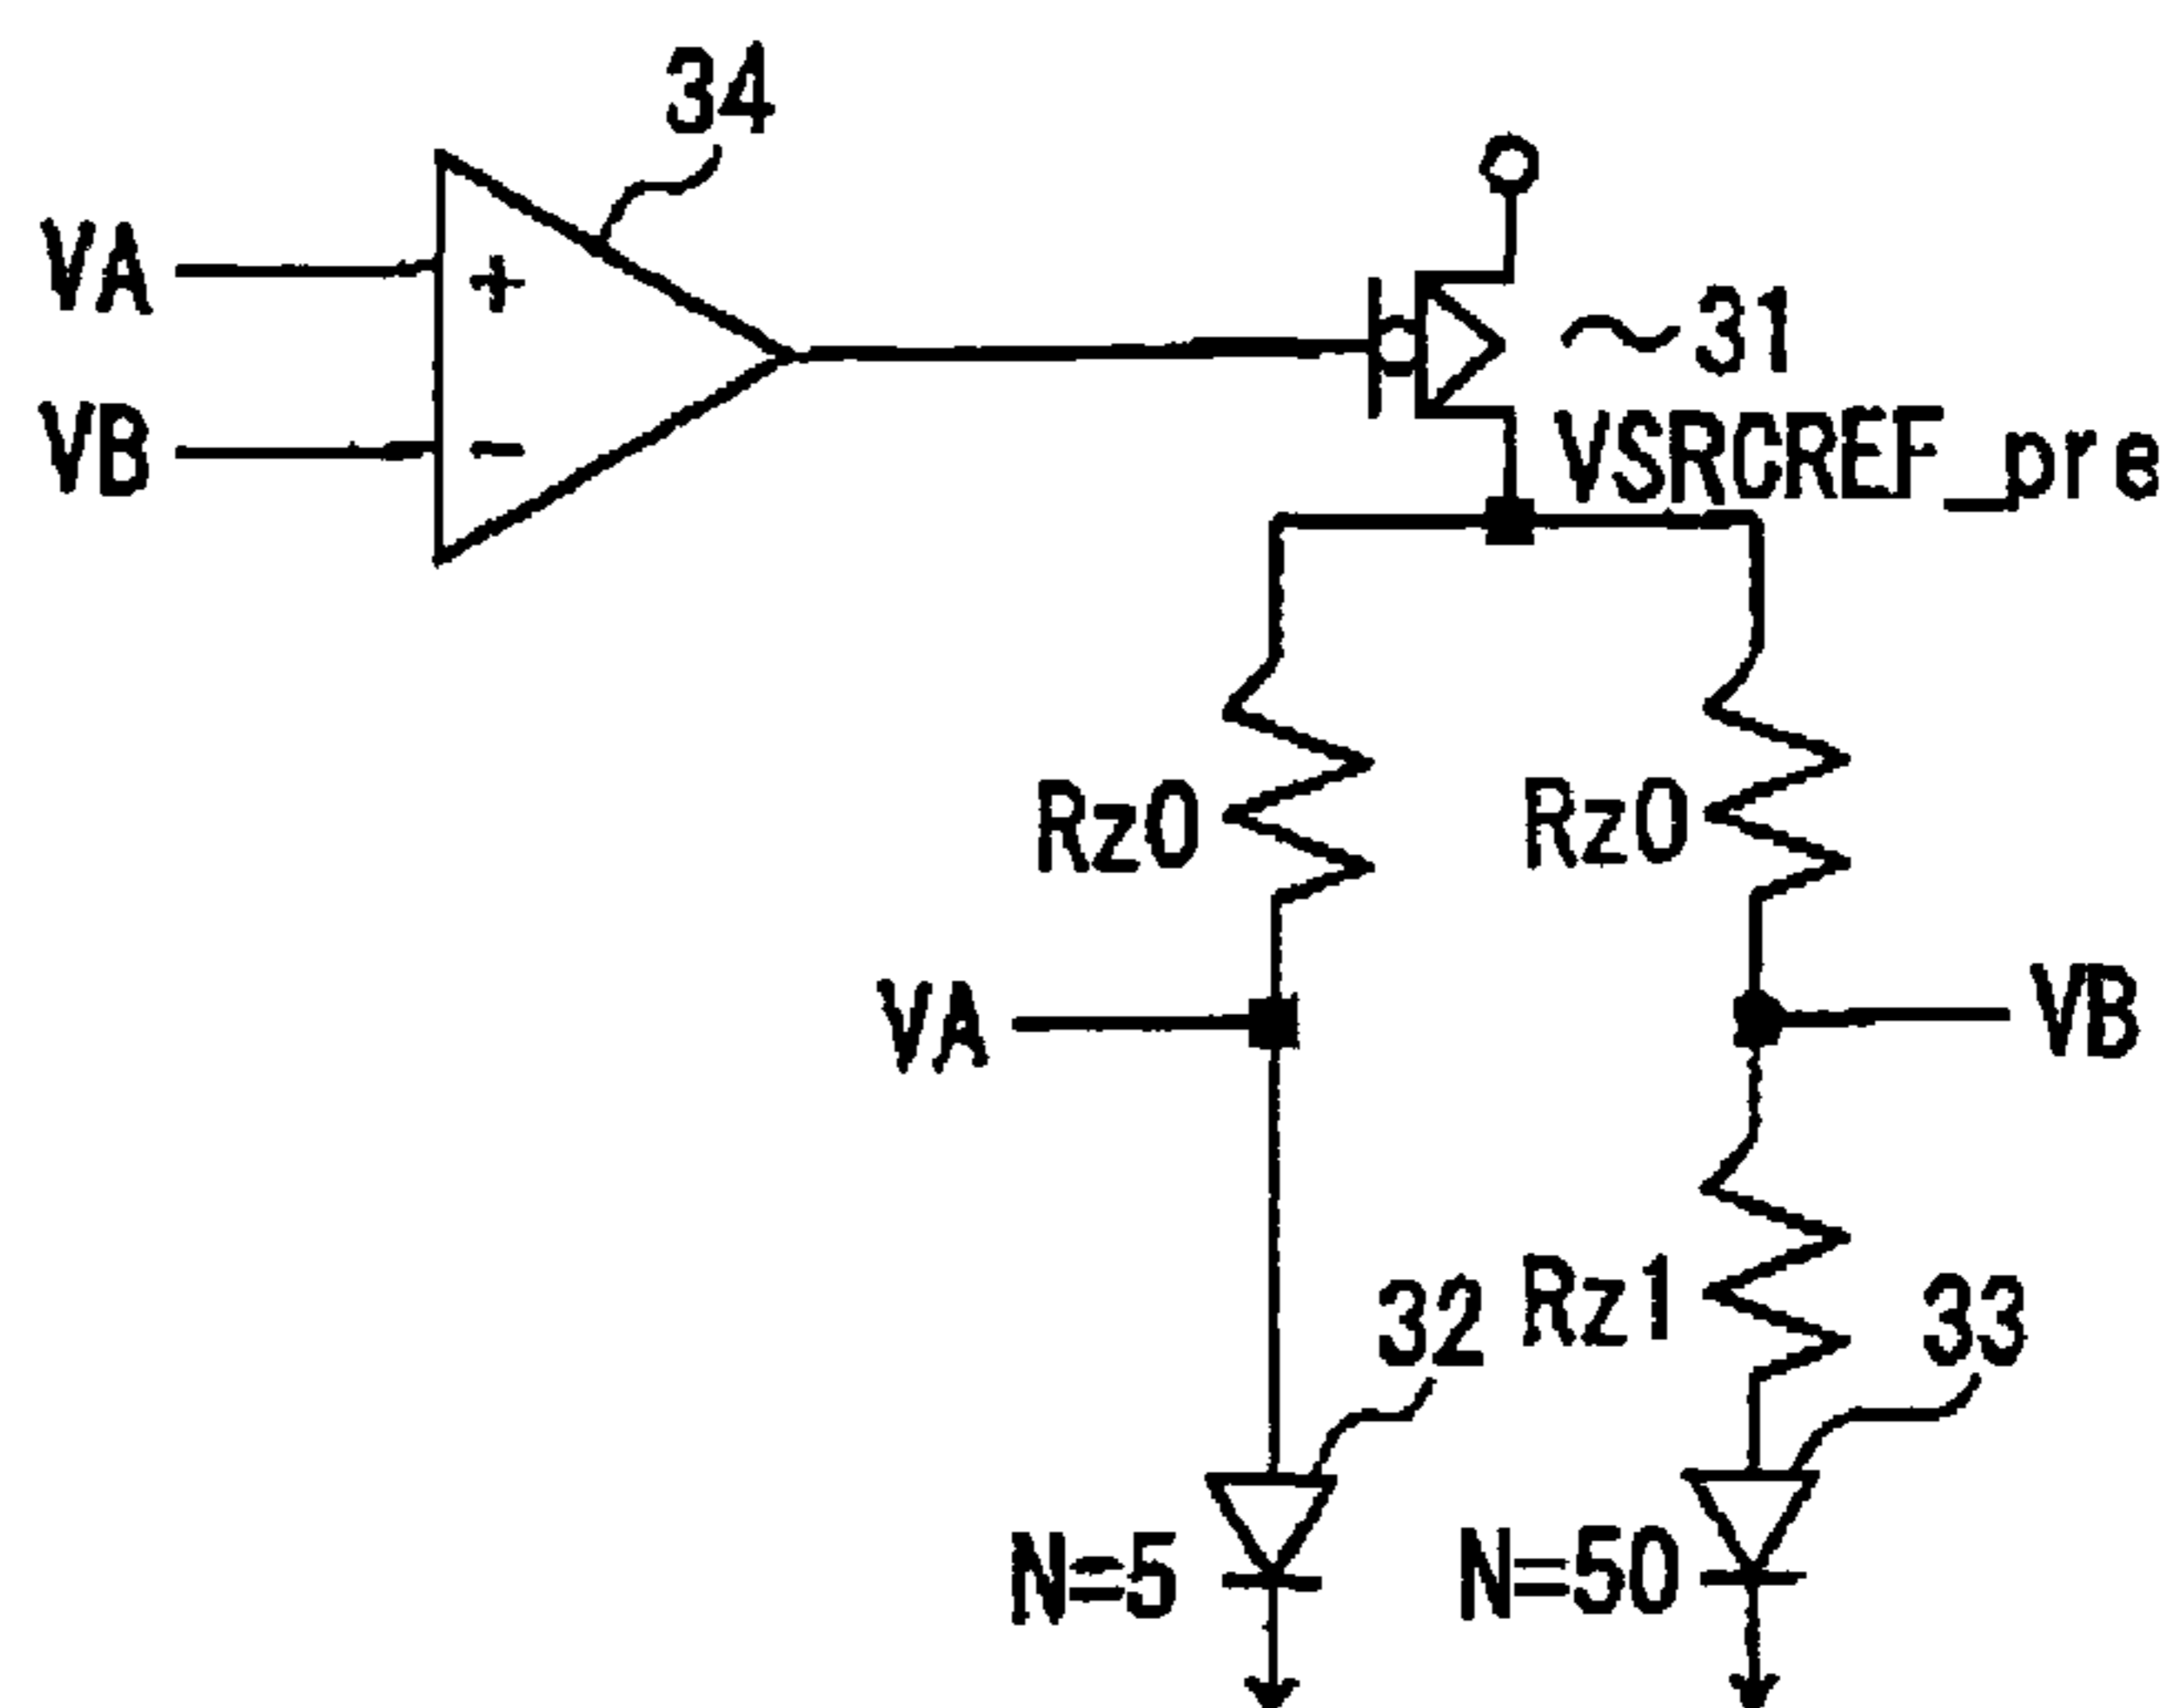 34
VA
+
VB
-
~31
VSRCREF_pre
Rz0
Rz0
VA
VB
Rz1
32
33
N=5
N=50